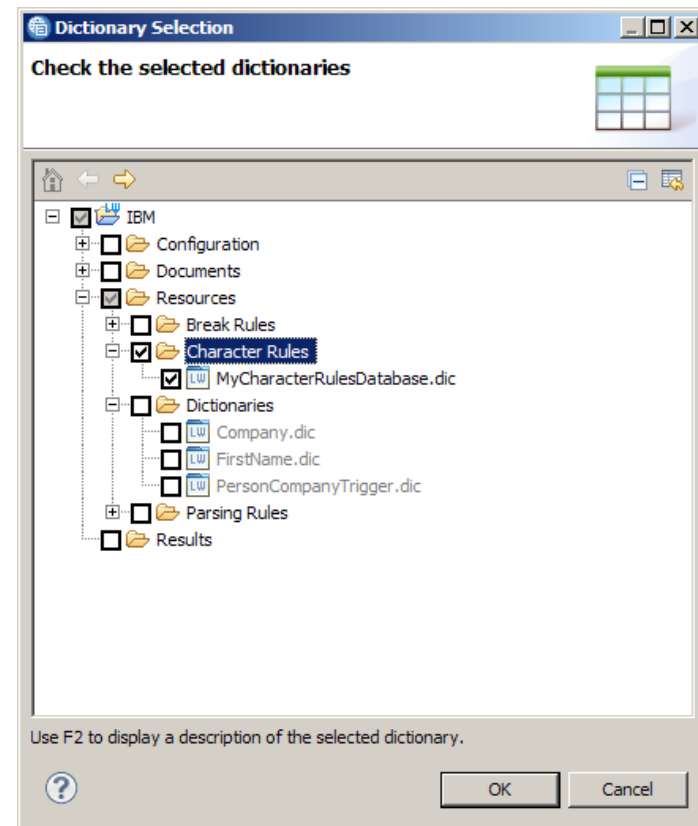 Dictionary Selection
Check the selected dictionaries
IBM
Configuration
Documents
Resources
Break Rules
Character Rules
MyCharacterRulesDatabase.dic
Dictionaries
Company.dic
FirstName.dic
PersonCompanyTrigger.dic
Parsing Rules
Results
Use F2 to display a description of the selected dictionary.
OK Cancel